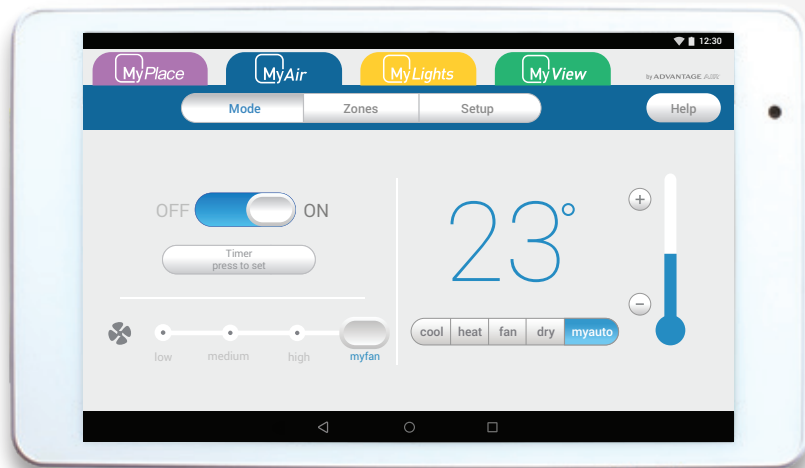 12:30
MyPlace
MyAir
MyLights
MyView
by ADVANTAGE AIR
Mode
Zones
Setup
Help
OFF
ON
Timer
press to set
low
medium
high
myfan
23°
+
−
cool
heat
fan
dry
myauto